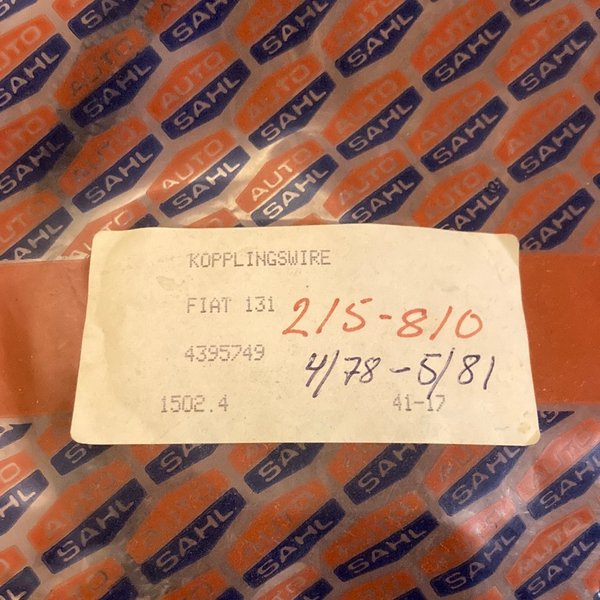 AUTO SAHL
KOPPLINGSWIRE
FIAT 131
215-810
4395749
4/78-5/81
1502.4
41-17